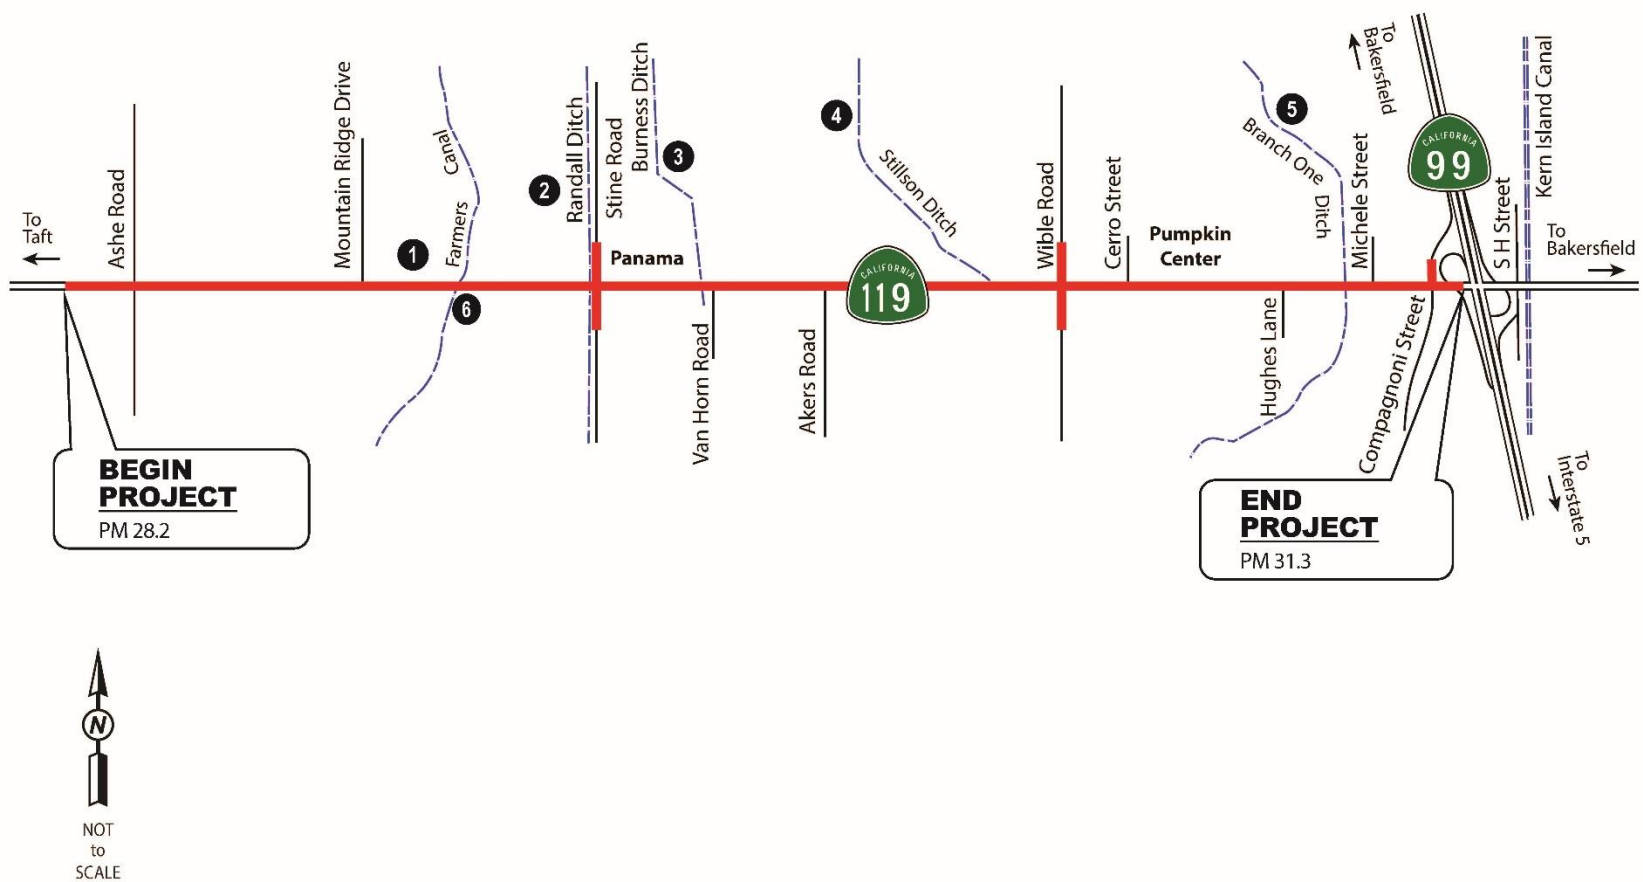 To
Taft
Ashe Road
Mountain Ridge Drive
1
Farmers
Canal
6
2
Randall Ditch
Stine Road
Burness Ditch
3
Panama
Van Horn Road
Akers Road
4
Stillson Ditch
CALIFORNIA
119
Wible Road
Cerro Street
Pumpkin
Center
Hughes Lane
5
Branch One
Ditch
Michele Street
Compagnoni Street
To
Bakersfield
CALIFORNIA
99
S H Street
Kern Island Canal
To
Bakersfield
To
Interstate 5
BEGIN
PROJECT
PM 28.2
END
PROJECT
PM 31.3
N
NOT
to
SCALE